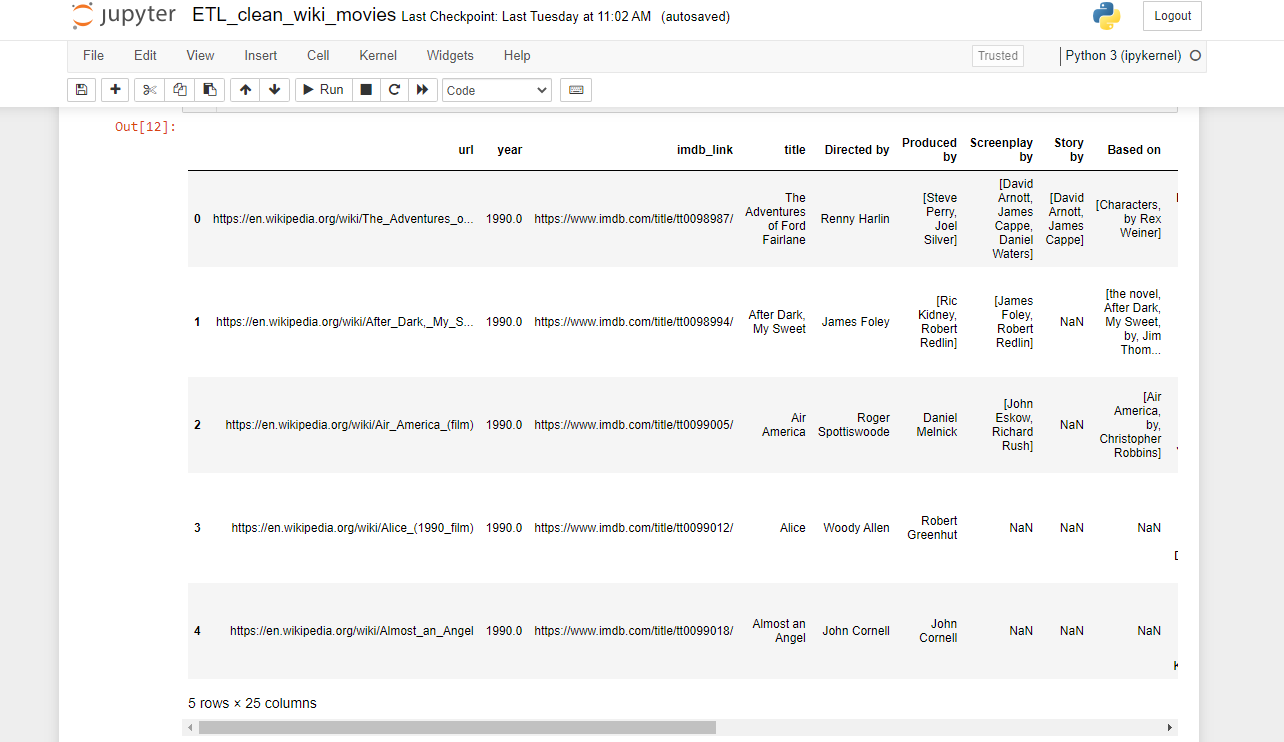 jupyter ETL_clean_wiki_movies Last Checkpoint: Last Tuesday at 11:02 AM (autosaved) Logout
File Edit View Insert Cell Kernel Widgets Help Trusted Python 3 (ipykernel)
Run Code
Out[12]:
url year imdb_link title Directed by Produced by Screenplay by Story by Based on
0 https://en.wikipedia.org/wiki/The_Adventures_o... 1990.0 https://www.imdb.com/title/tt0098987/ The Adventures of Ford Fairlane Renny Harlin [Steve Perry, Joel Silver] [David Arnott, James Cappe, Daniel Waters] [David Arnott, James Cappe] [Characters, by Rex Weiner]
1 https://en.wikipedia.org/wiki/After_Dark,_My_S... 1990.0 https://www.imdb.com/title/tt0098994/ After Dark, My Sweet James Foley [Ric Kidney, Robert Redlin] [James Foley, Robert Redlin] NaN [the novel, After Dark, My Sweet, by, Jim Thom...
2 https://en.wikipedia.org/wiki/Air_America_(film) 1990.0 https://www.imdb.com/title/tt0099005/ Air America Roger Spottiswoode Daniel Melnick [John Eskow, Richard Rush] NaN [Air America, by, Christopher Robbins]
3 https://en.wikipedia.org/wiki/Alice_(1990_film) 1990.0 https://www.imdb.com/title/tt0099012/ Alice Woody Allen Robert Greenhut NaN NaN NaN
4 https://en.wikipedia.org/wiki/Almost_an_Angel 1990.0 https://www.imdb.com/title/tt0099018/ Almost an Angel John Cornell John Cornell NaN NaN NaN
5 rows × 25 columns